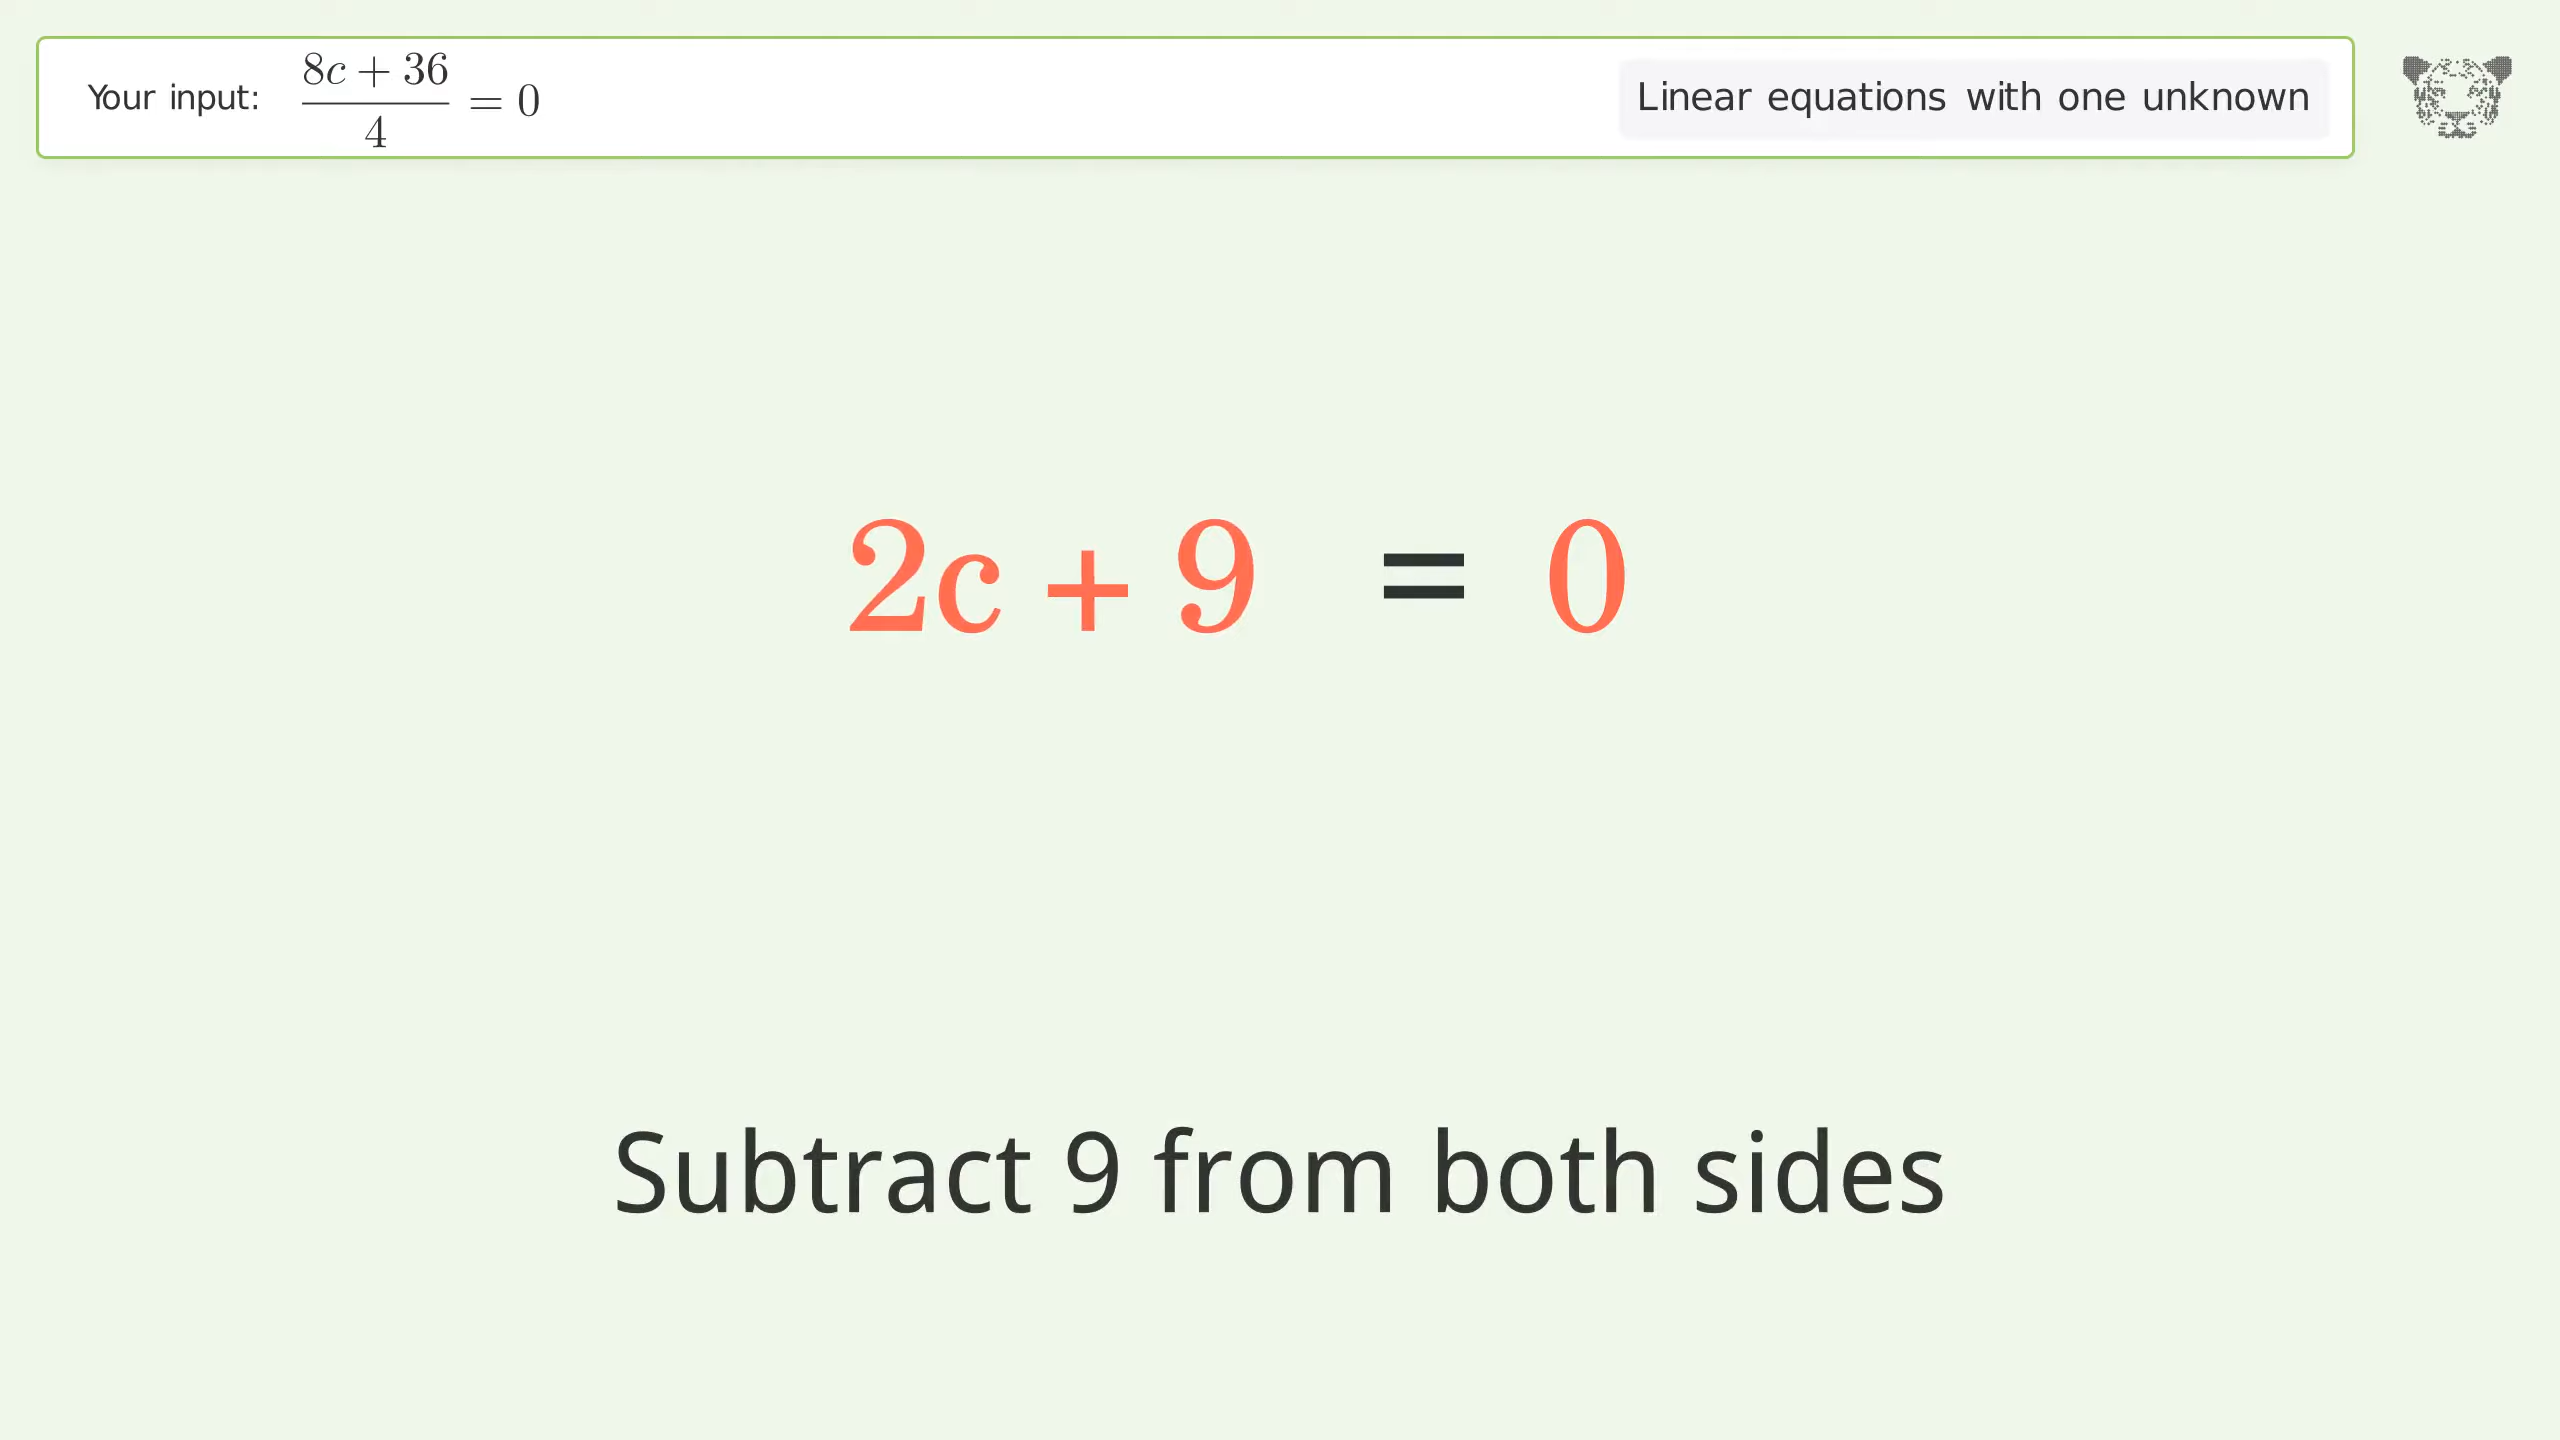 Your input: \frac{8c + 36}{4} = 0
Linear equations with one unknown
2c + 9 = 0
Subtract 9 from both sides